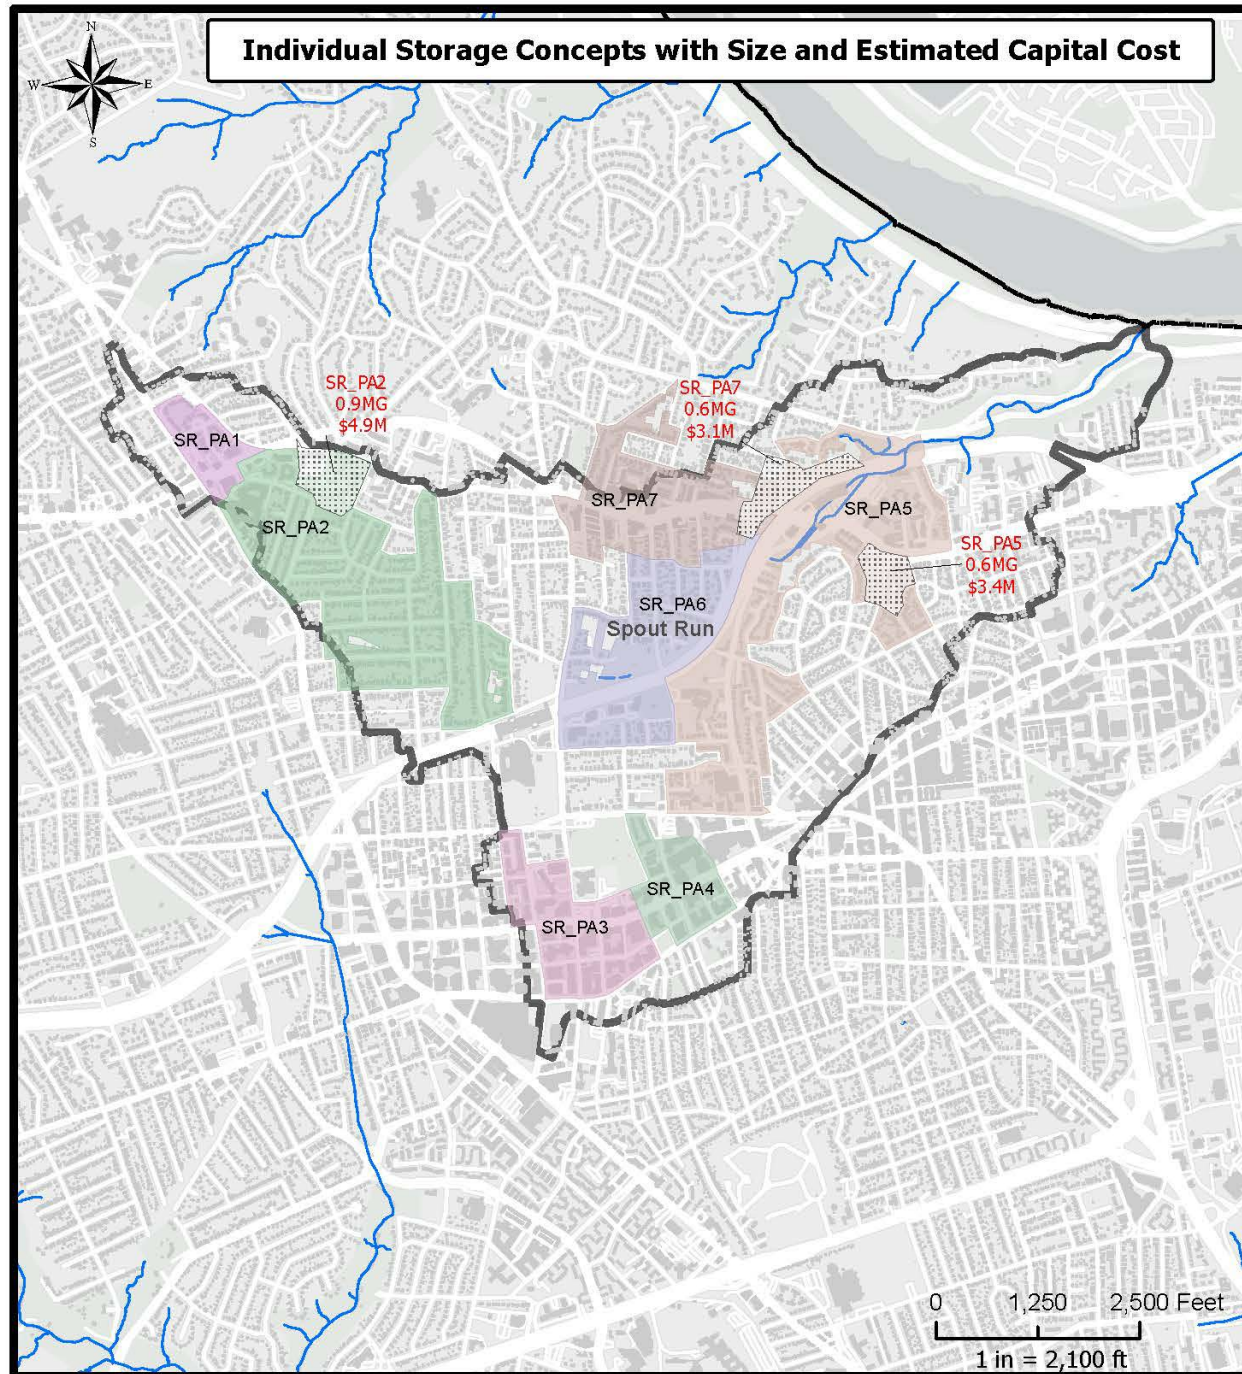 Individual Storage Concepts with Size and Estimated Capital Cost
N
W
E
S
SR_PA2
0.9MG
$4.9M
SR_PA7
0.6MG
$3.1M
SR_PA1
SR_PA7
SR_PA5
SR_PA2
SR_PA5
0.6MG
$3.4M
SR_PA6
Spout Run
SR_PA4
SR_PA3
0 1,250 2,500 Feet
1 in = 2,100 ft